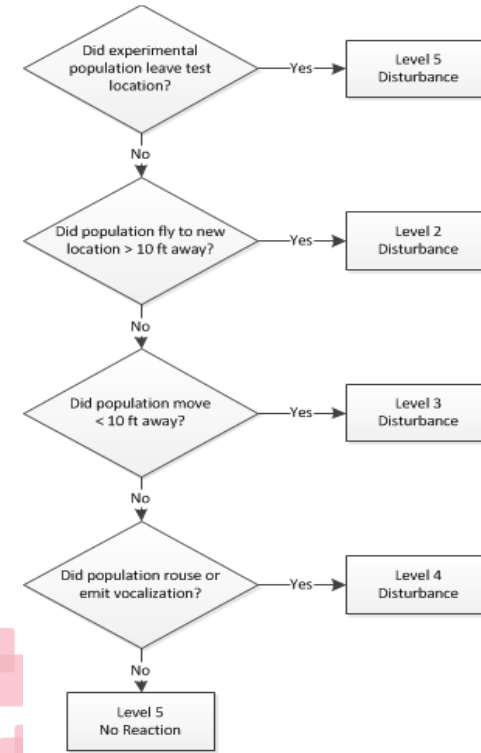 Did experimental
population leave test
location?
Yes
Level 5
Disturbance
No
Did population fly to new
location > 10 ft away?
Yes
Level 2
Disturbance
No
Did population move
< 10 ft away?
Yes
Level 3
Disturbance
No
Did population rouse or
emit vocalization?
Yes
Level 4
Disturbance
No
Level 5
No Reaction